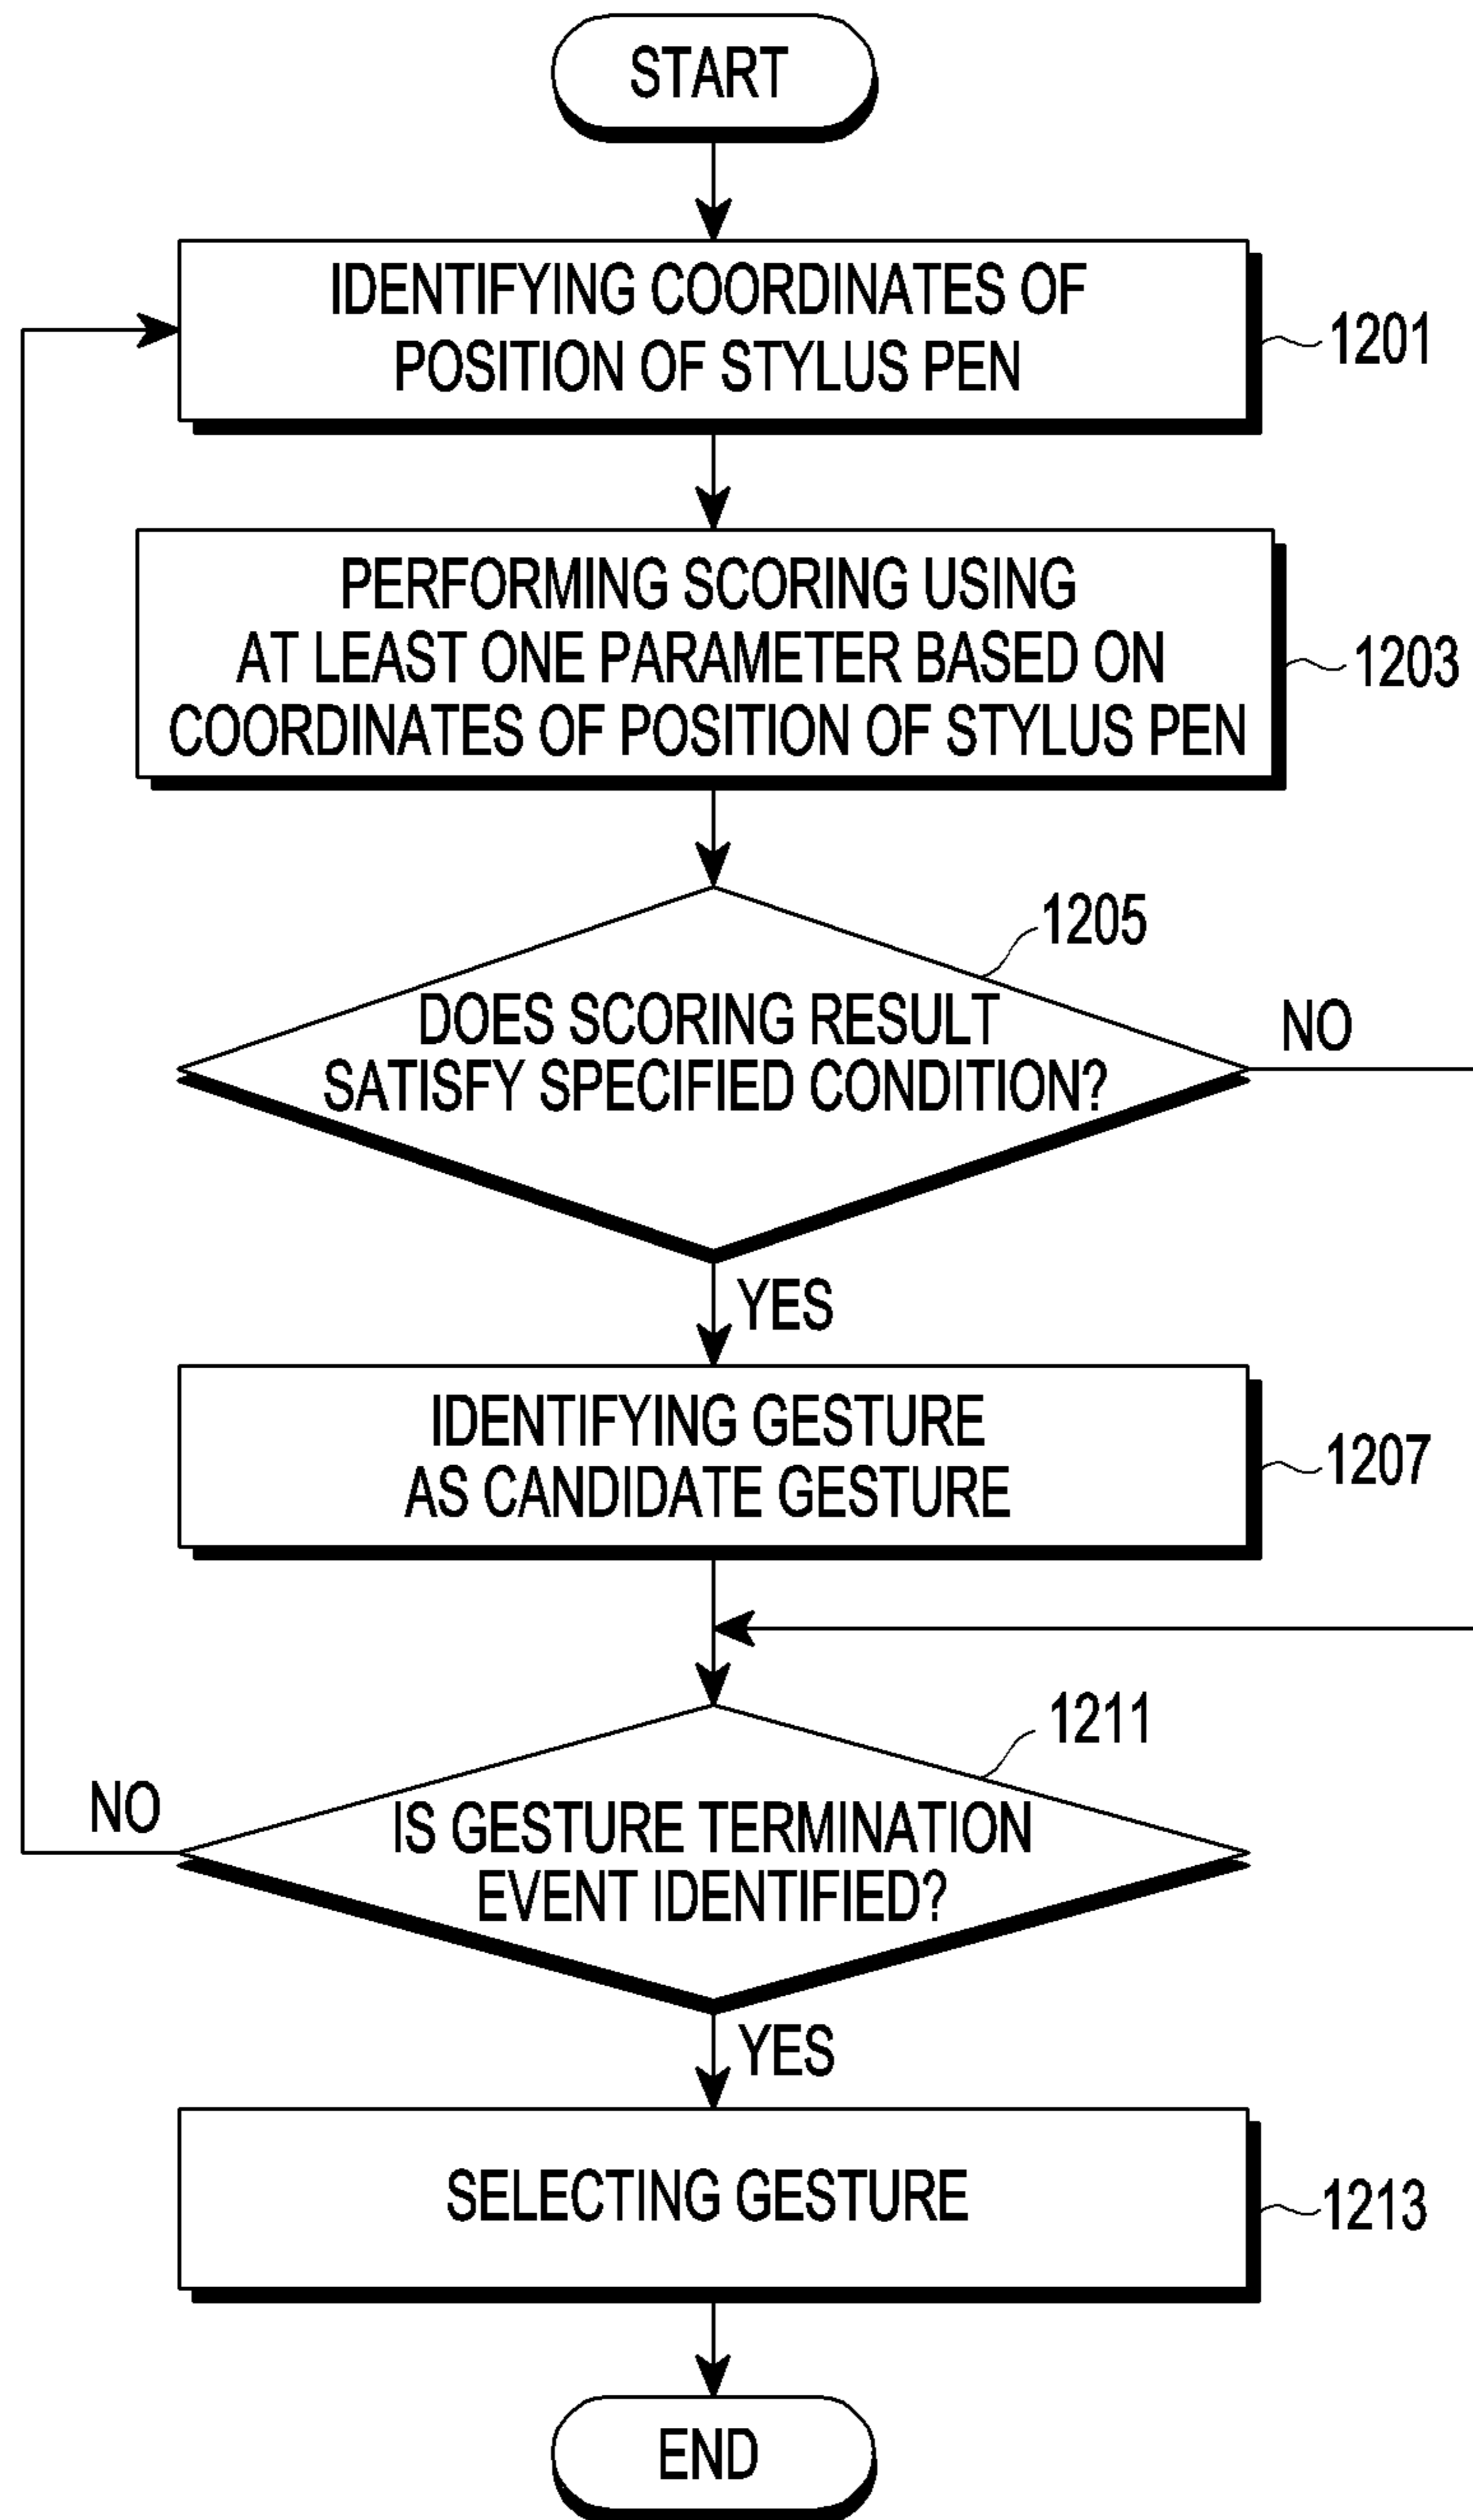 START
IDENTIFYING COORDINATES OF
POSITION OF STYLUS PEN
1201
PERFORMING SCORING USING
AT LEAST ONE PARAMETER BASED ON
COORDINATES OF POSITION OF STYLUS PEN
1203
1205
DOES SCORING RESULT
SATISFY SPECIFIED CONDITION?
NO
YES
IDENTIFYING GESTURE
AS CANDIDATE GESTURE
1207
1211
IS GESTURE TERMINATION
EVENT IDENTIFIED?
NO
YES
SELECTING GESTURE
1213
END